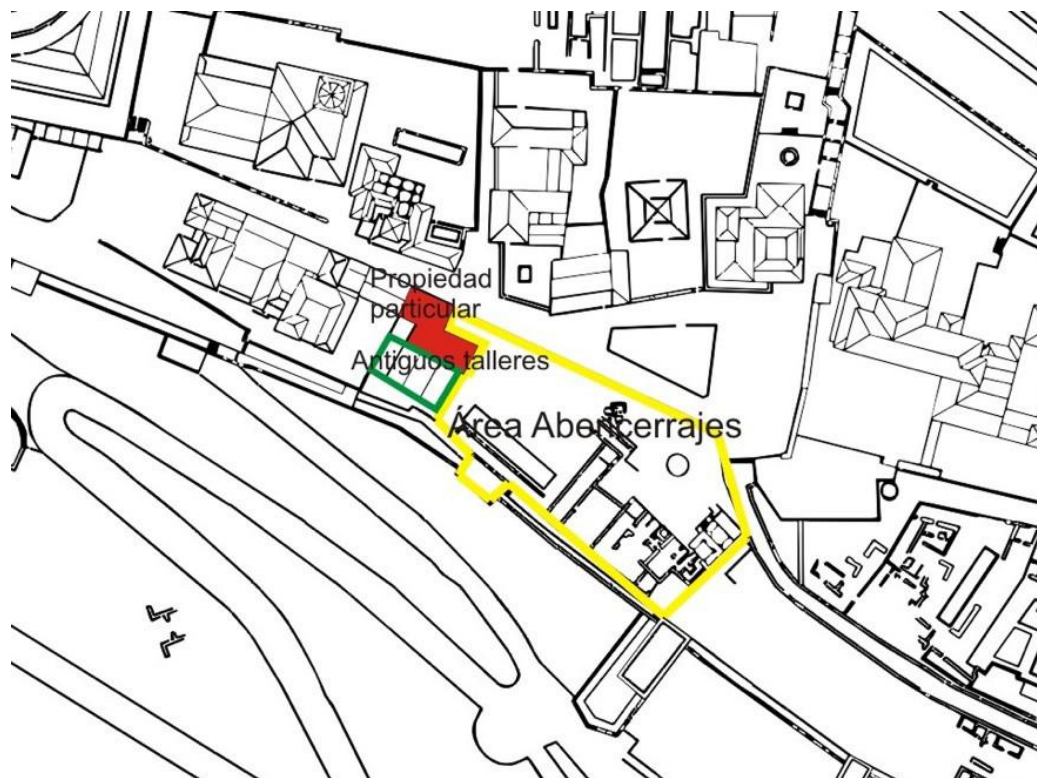 Propiedad
particular
Antiguos talleres
Área Abencerrajes